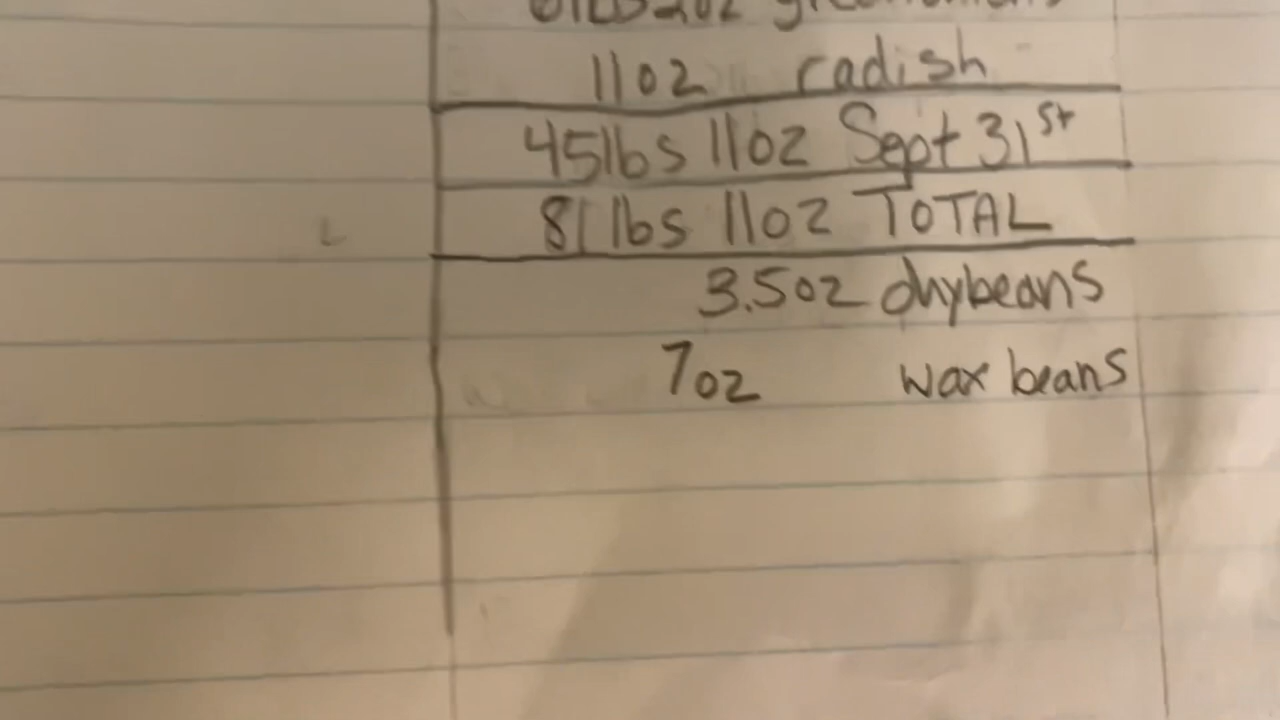 11oz radish
45lbs 11oz Sept 31st
81lbs 11oz TOTAL
3.5oz drybeans
7oz wax beans